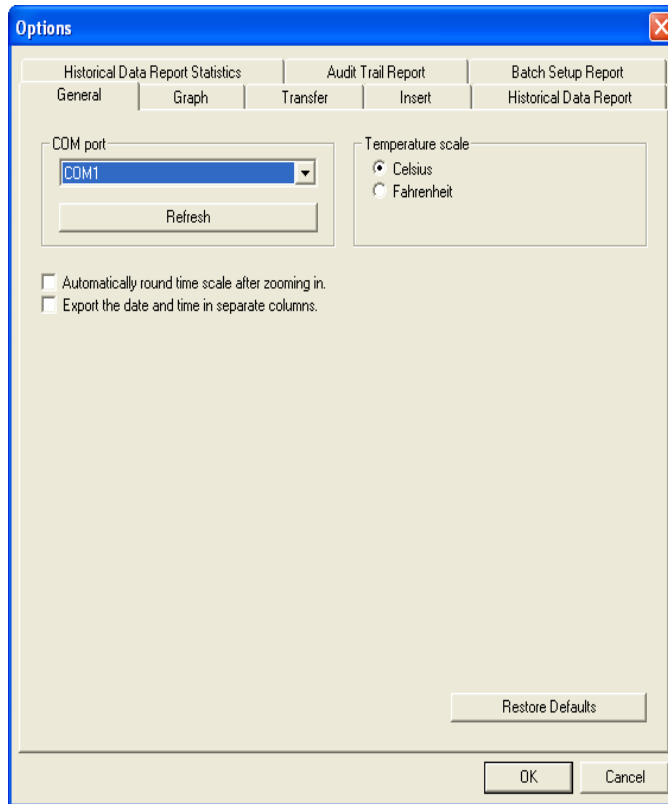 Options
Historical Data Report Statistics Audit Trail Report Batch Setup Report
General Graph Transfer Insert Historical Data Report
COM port Temperature scale
COM1 Celsius
Refresh Fahrenheit
Automatically round time scale after zooming in.
Export the date and time in separate columns.
Restore Defaults
OK Cancel